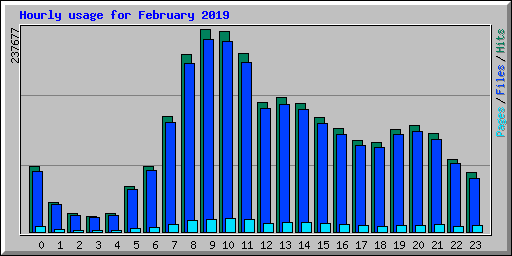 Hourly usage for February 2019
237677
Pages / Files / Hits
0 1 2 3 4 5 6 7 8 9 10 11 12 13 14 15 16 17 18 19 20 21 22 23